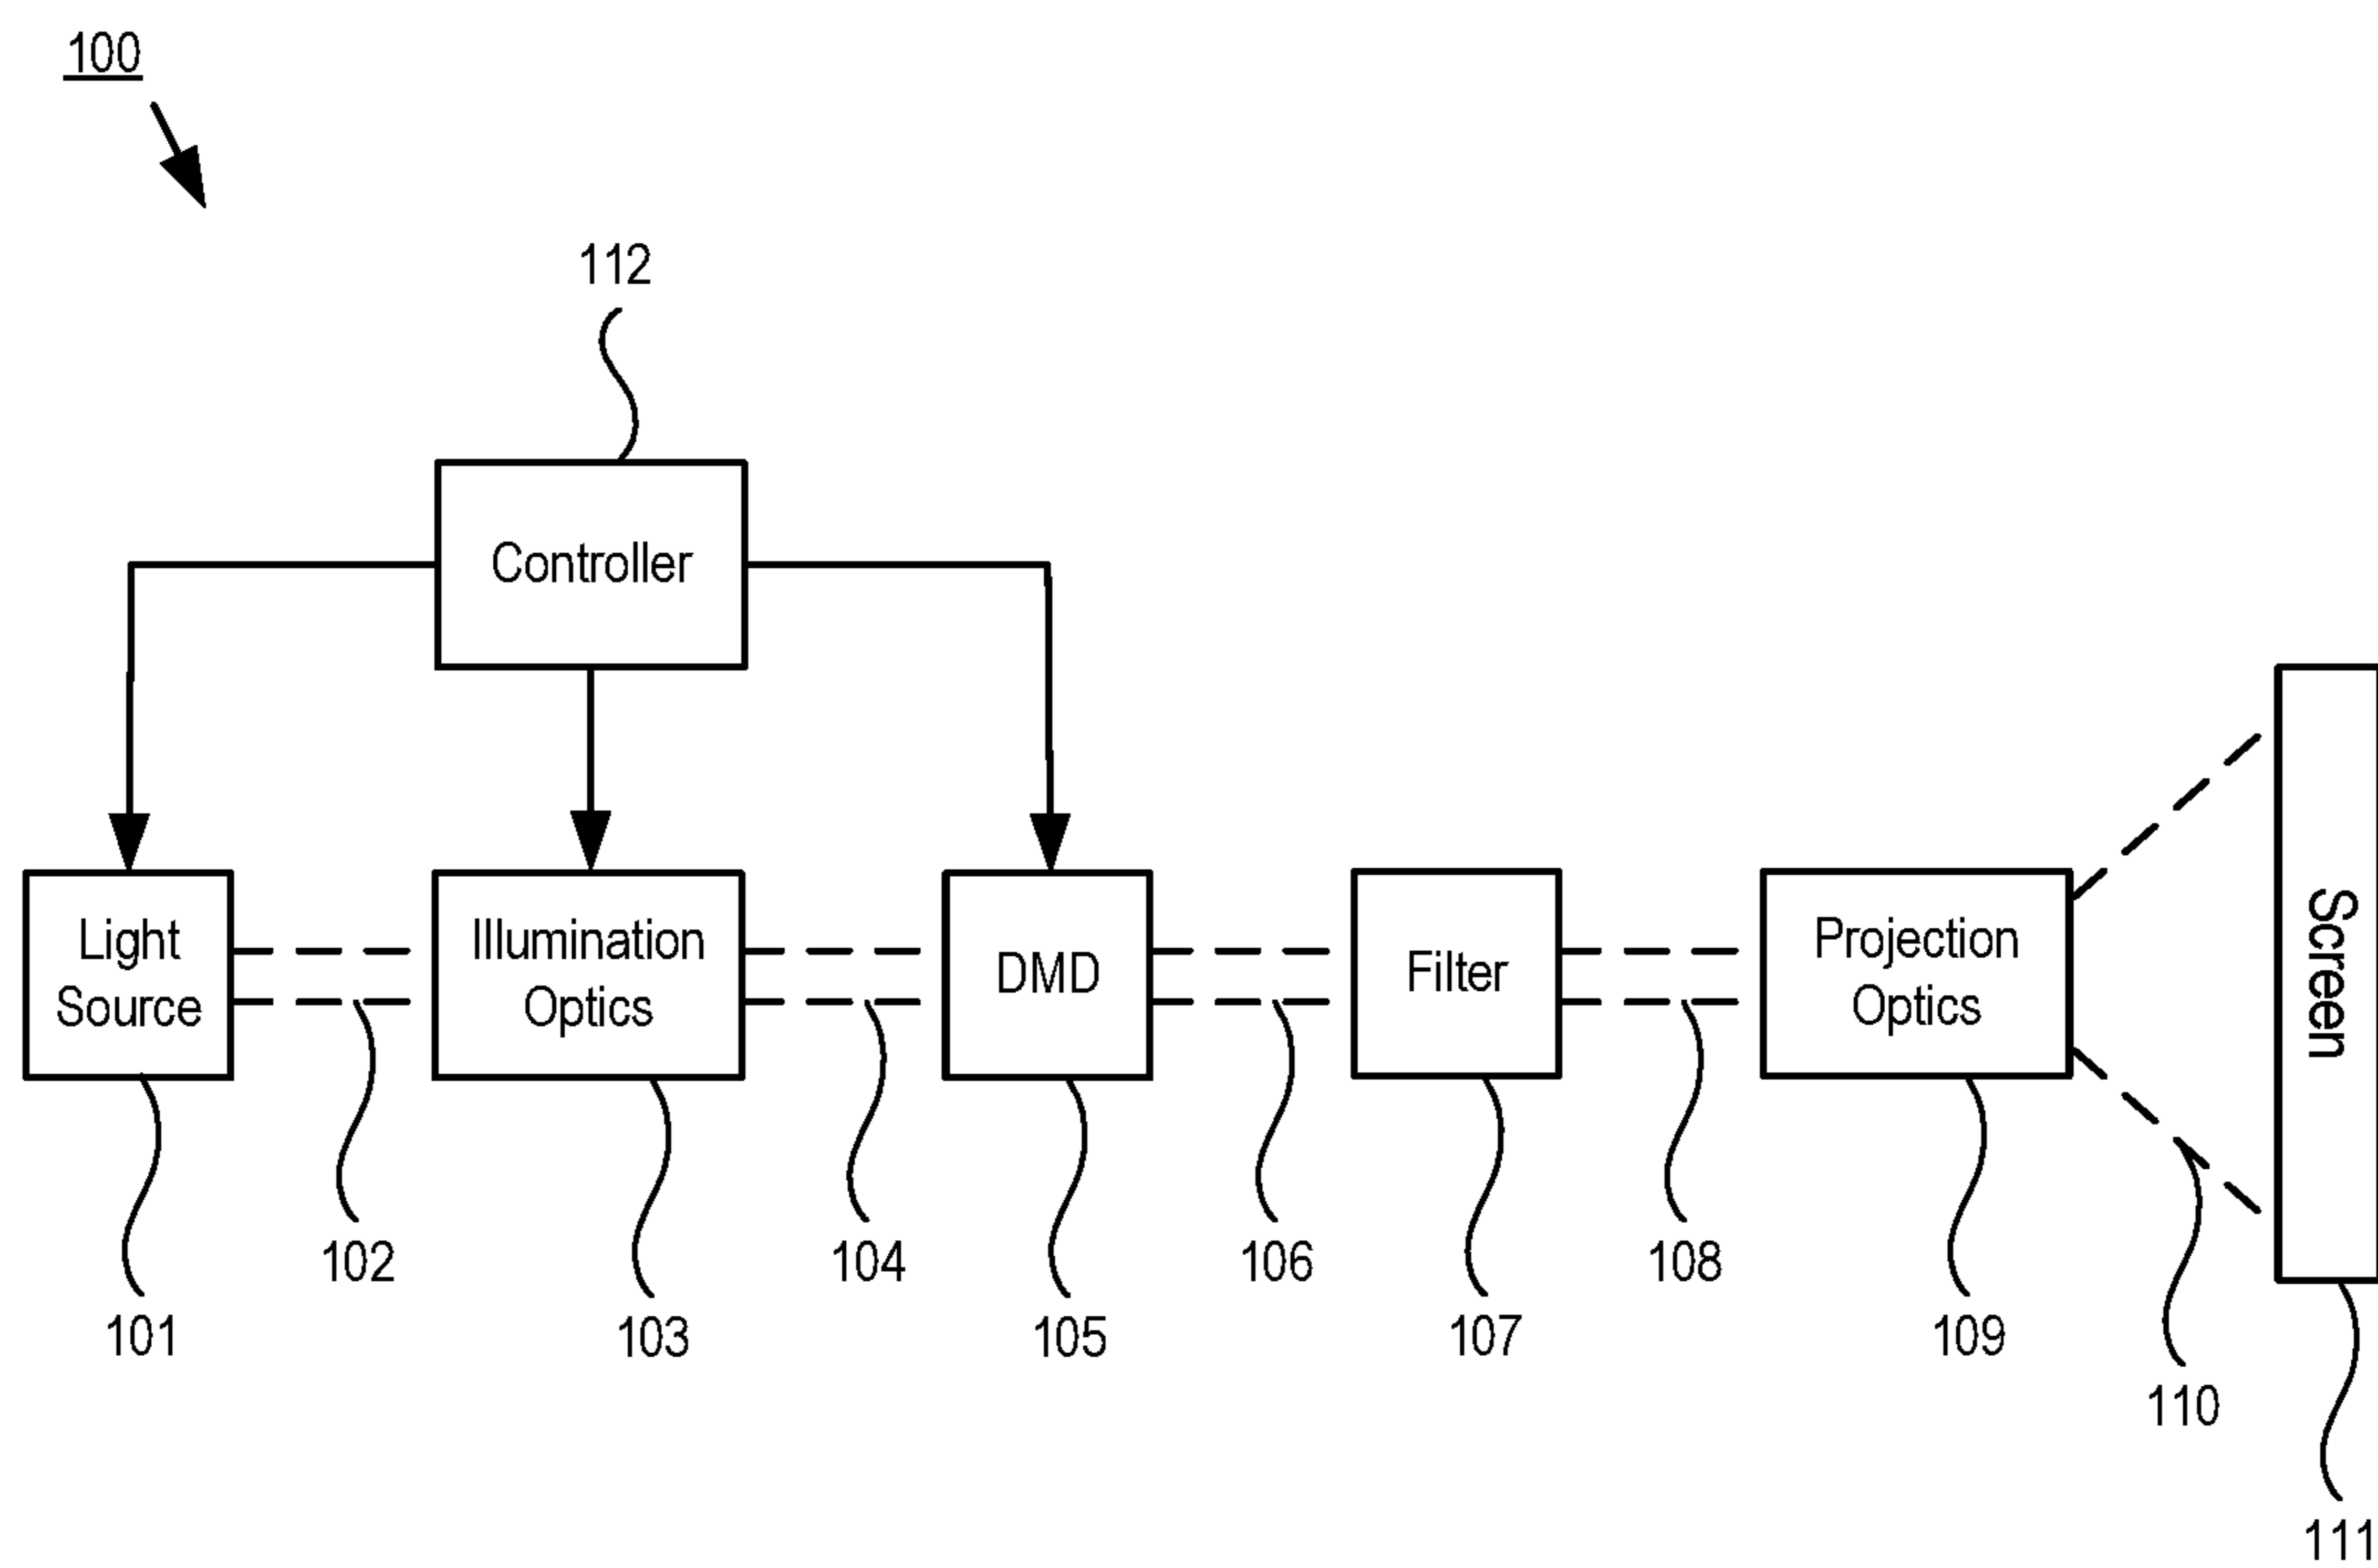 100
112
Controller
Light
Source
Illumination
Optics
DMD
Filter
Projection
Optics
Screen
102
104
106
108
101
103
105
107
109
110
111